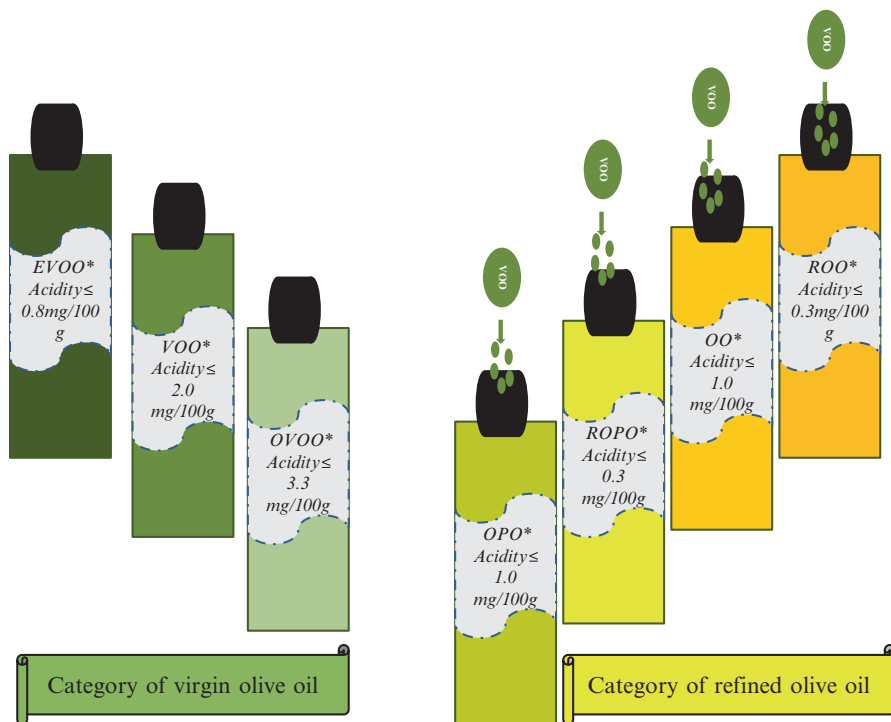 EVOO*
Acidity≤
0.8mg/100
g
VOO*
Acidity≤
2.0
mg/100g
OVOO*
Acidity≤
3.3
mg/100g
Category of virgin olive oil
VOO
OPO*
Acidity≤
1.0
mg/100g
VOO
ROPO*
Acidity≤
0.3
mg/100g
VOO
OO*
Acidity≤
1.0
mg/100g
VOO
ROO*
Acidity≤
0.3mg/100
g
Category of refined olive oil